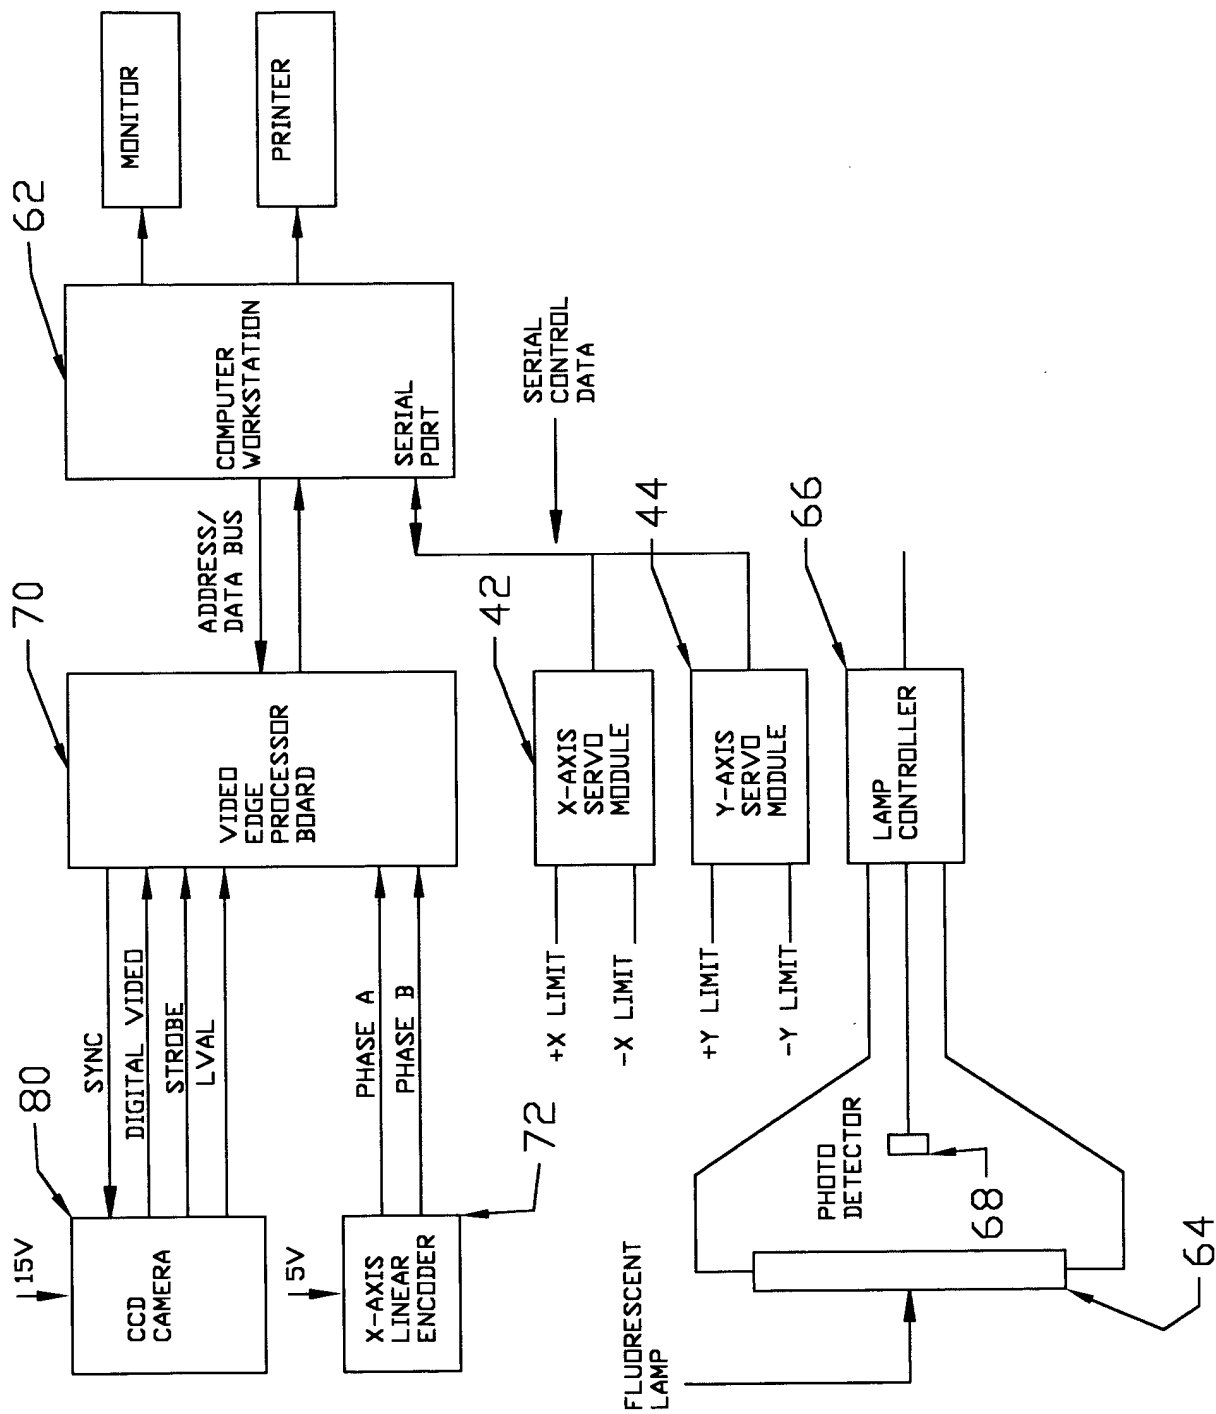 15V
80
CCD
CAMERA
SYNC
DIGITAL VIDEO
STROBE
LVAL
70
VIDEO
EDGE
PROCESSOR
BOARD
ADDRESS/
DATA BUS
62
COMPUTER
WORKSTATION
SERIAL
PORT
MONITOR
PRINTER
5V
X-AXIS
LINEAR
ENCODER
72
PHASE A
PHASE B
SERIAL
CONTROL
DATA
+X LIMIT
-X LIMIT
42
X-AXIS
SERVO
MODULE
+Y LIMIT
-Y LIMIT
44
Y-AXIS
SERVO
MODULE
FLUORESCENT
LAMP
64
PHOTO
DETECTOR
68
LAMP
CONTROLLER
66